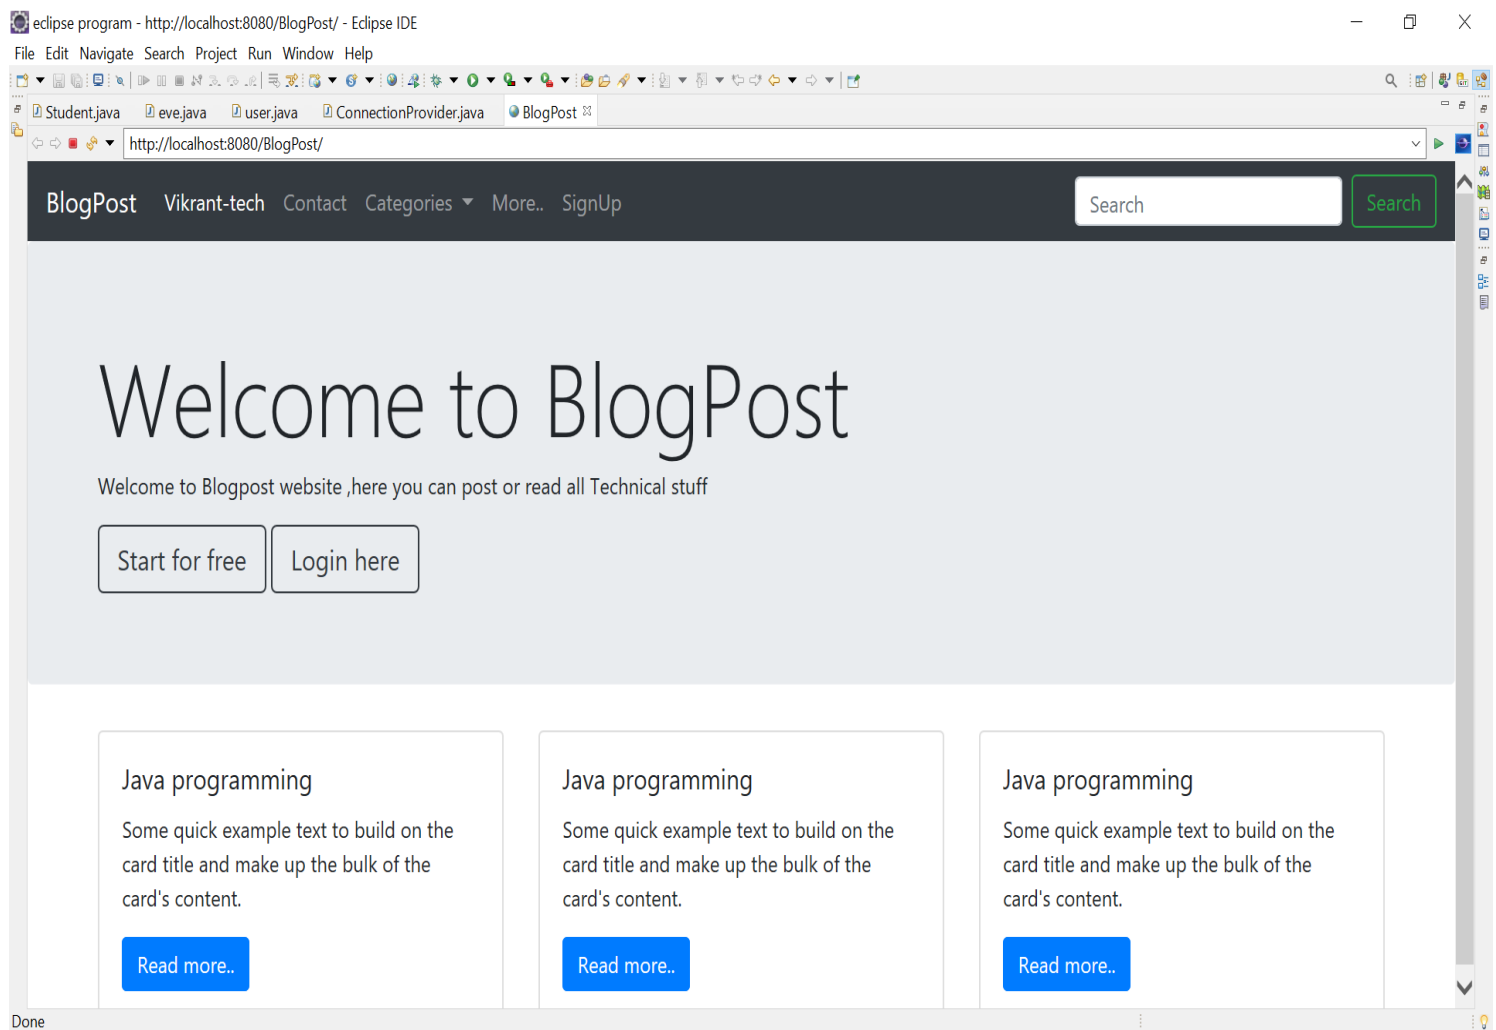 eclipse program - http://localhost:8080/BlogPost/ - Eclipse IDE
File Edit Navigate Search Project Run Window Help
Student.java eve.java user.java ConnectionProvider.java BlogPost
http://localhost:8080/BlogPost/
BlogPost Vikrant-tech Contact Categories More.. SignUp Search Search
Welcome to BlogPost
Welcome to Blogpost website ,here you can post or read all Technical stuff
Start for free Login here
Java programming
Some quick example text to build on the
card title and make up the bulk of the
card's content.
Read more..
Java programming
Some quick example text to build on the
card title and make up the bulk of the
card's content.
Read more..
Java programming
Some quick example text to build on the
card title and make up the bulk of the
card's content.
Read more..
Done